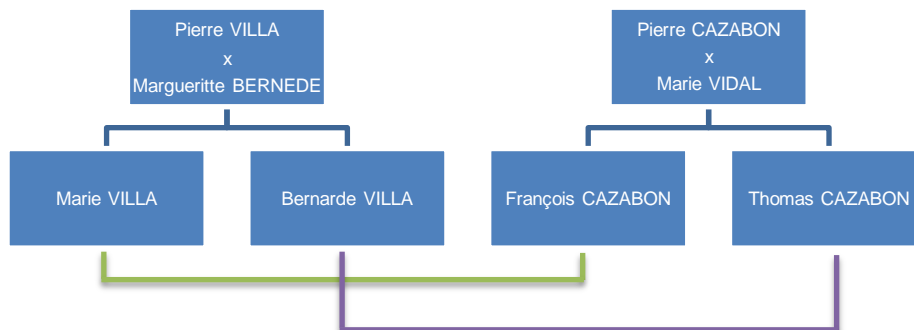 Pierre VILLA
x
Margueritte BERNEDE
Pierre CAZABON
x
Marie VIDAL
Marie VILLA
Bernarde VILLA
François CAZABON
Thomas CAZABON